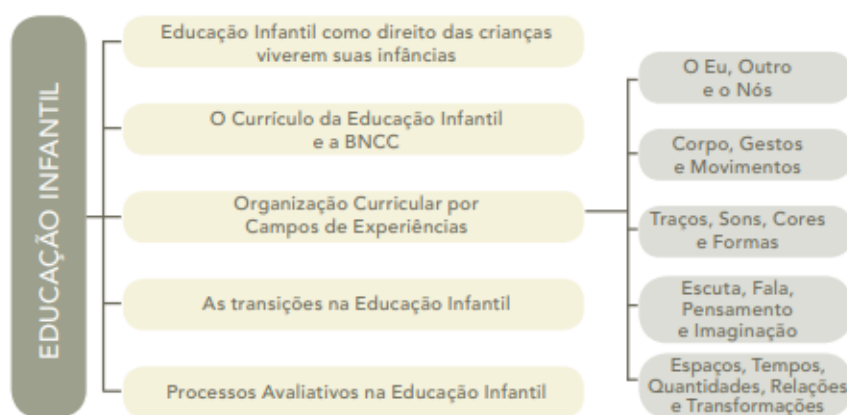 EDUCAÇÃO INFANTIL
Educação Infantil como direito das crianças
viverem suas infâncias
O Currículo da Educação Infantil
e a BNCC
Organização Curricular por
Campos de Experiências
As transições na Educação Infantil
Processos Avaliativos na Educação Infantil
O Eu, Outro
e o Nós
Corpo, Gestos
e Movimentos
Traços, Sons, Cores
e Formas
Escuta, Fala,
Pensamento
e Imaginação
Espaços, Tempos,
Quantidades, Relações
e Transformações